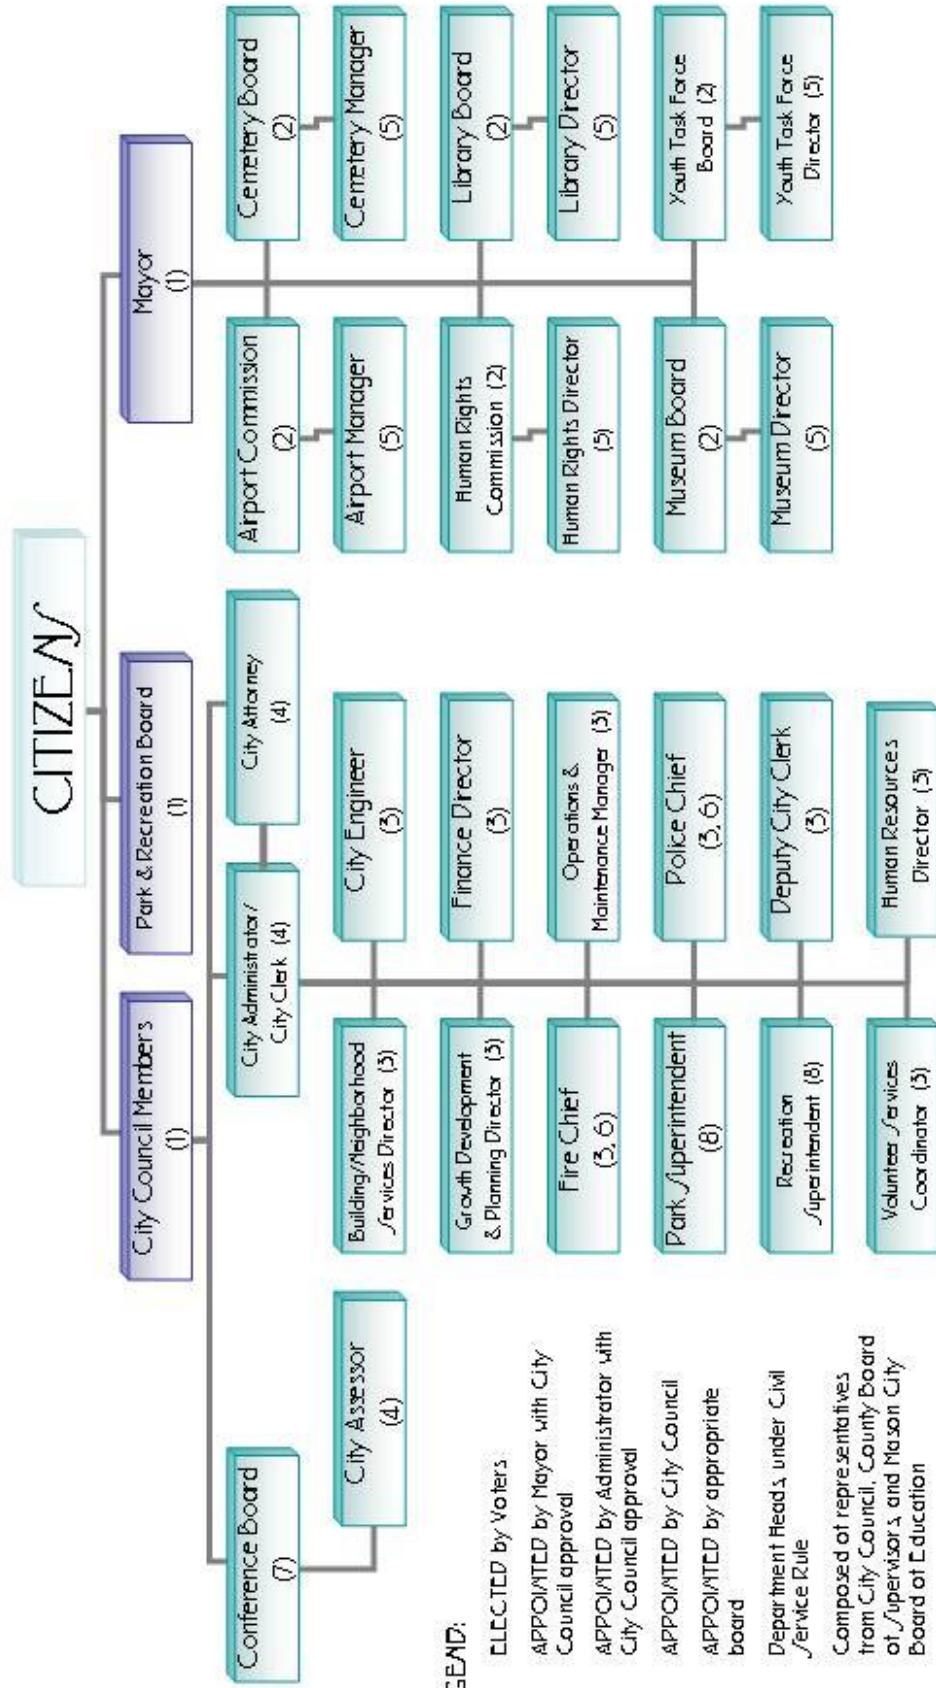 CITIZENS
City Council Members
(1)
Park & Recreation Board
(1)
Mayor
(1)
Conference Board
(7)
City Assessor
(4)
City Administrator/
City Clerk (4)
City Attorney
(4)
Building/Neighborhood
Services Director (3)
City Engineer
(3)
Growth Development
& Planning Director (3)
Finance Director
(3)
Fire Chief
(3, 6)
Operations &
Maintenance Manager (3)
Park Superintendent
(8)
Police Chief
(3, 6)
Recreation
Superintendent (8)
Deputy City Clerk
(3)
Volunteer Services
Coordinator (3)
Human Resources
Director (3)
Airport Commission
(2)
Cemetery Board
(2)
Airport Manager
(5)
Cemetery Manager
(5)
Human Rights
Commission (2)
Library Board
(2)
Human Rights Director
(5)
Library Director
(5)
Museum Board
(2)
Youth Task Force
Board (2)
Museum Director
(5)
Youth Task Force
Director (5)
GEND:
ELECTED by Voters
APPOINTED by Mayor with City
Council approval
APPOINTED by Administrator with
City Council approval
APPOINTED by City Council
APPOINTED by appropriate
board
Department Heads, under Civil
Service Rule
Composed of representatives
from City Council, County Board
of Supervisors, and Mason City
Board of Education